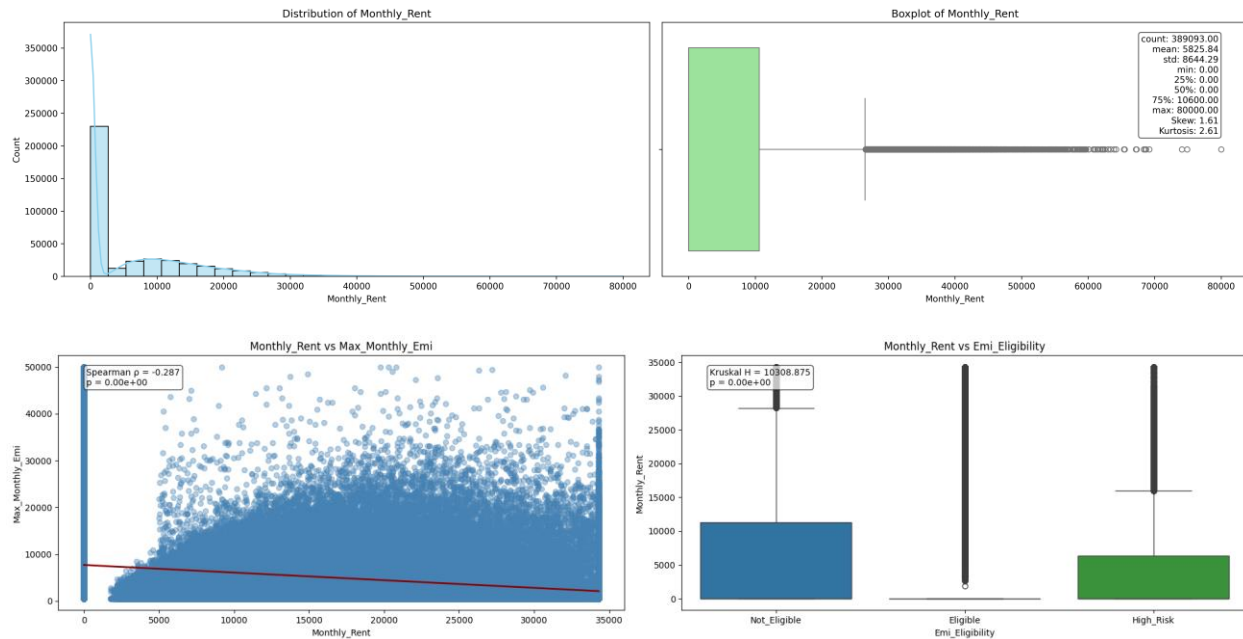 Distribution of Monthly_Rent
350000
300000
250000
200000
150000
100000
50000
0
Count
0 10000 20000 30000 40000 50000 60000 70000 80000
Monthly_Rent
Boxplot of Monthly_Rent
count: 389093.00
mean: 5825.84
std: 8644.29
min: 0.00
25%: 0.00
50%: 0.00
75%: 10600.00
max: 80000.00
Skew: 1.61
Kurtosis: 2.61
0 10000 20000 30000 40000 50000 60000 70000 80000
Monthly_Rent
Monthly_Rent vs Max_Monthly_Emi
Spearman ρ = -0.287
p = 0.00e+00
50000
40000
30000
20000
10000
0
Max_Monthly_Emi
0 5000 10000 15000 20000 25000 30000 35000
Monthly_Rent
Monthly_Rent vs Emi_Eligibility
Kruskal H = 10308.875
p = 0.00e+00
35000
30000
25000
20000
15000
10000
5000
0
Monthly_Rent
Not_Eligible Eligible High_Risk
Emi_Eligibility